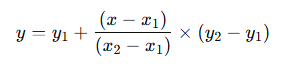 y = y₁ + (x − x₁)/(x₂ − x₁) × (y₂ − y₁)